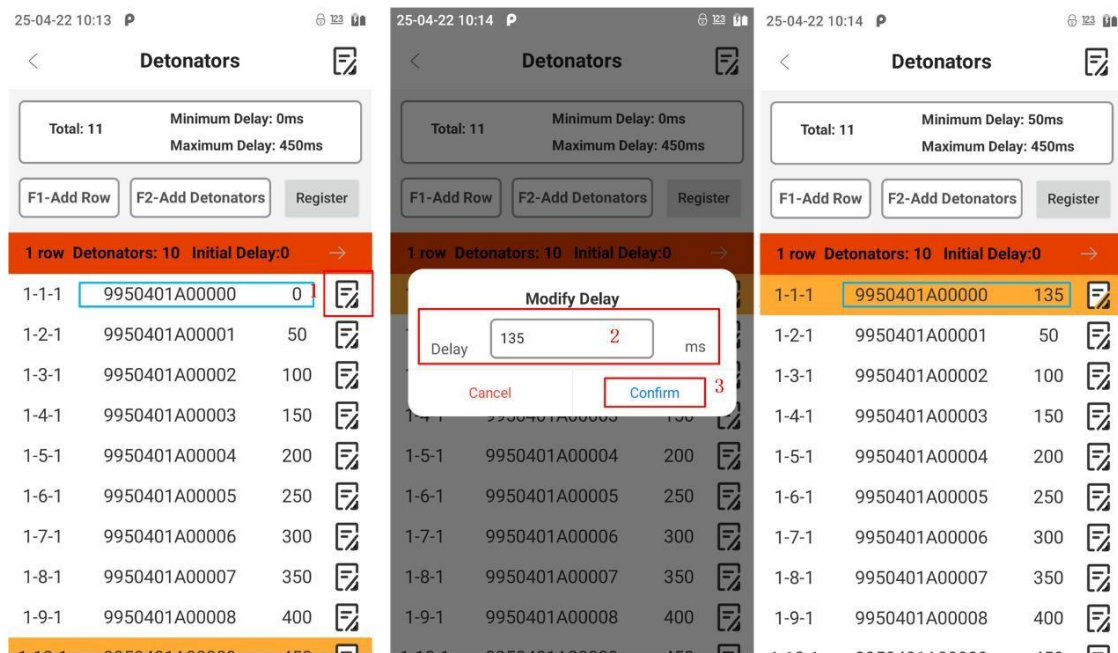 25-04-22 10:13 P 123
Detonators
Total: 11
Minimum Delay: 0ms
Maximum Delay: 450ms
F1-Add Row F2-Add Detonators Register
1 row Detonators: 10 Initial Delay:0
1-1-1 9950401A00000 0 1
1-2-1 9950401A00001 50
1-3-1 9950401A00002 100
1-4-1 9950401A00003 150
1-5-1 9950401A00004 200
1-6-1 9950401A00005 250
1-7-1 9950401A00006 300
1-8-1 9950401A00007 350
1-9-1 9950401A00008 400
25-04-22 10:14 P 123
Detonators
Total: 11
Minimum Delay: 0ms
Maximum Delay: 450ms
F1-Add Row F2-Add Detonators Register
1 row Detonators: 10 Initial Delay:0
Modify Delay
Delay 135 2 ms
Cancel Confirm 3
1-5-1 9950401A00004 200
1-6-1 9950401A00005 250
1-7-1 9950401A00006 300
1-8-1 9950401A00007 350
1-9-1 9950401A00008 400
25-04-22 10:14 P 123
Detonators
Total: 11
Minimum Delay: 50ms
Maximum Delay: 450ms
F1-Add Row F2-Add Detonators Register
1 row Detonators: 10 Initial Delay:0
1-1-1 9950401A00000 135
1-2-1 9950401A00001 50
1-3-1 9950401A00002 100
1-4-1 9950401A00003 150
1-5-1 9950401A00004 200
1-6-1 9950401A00005 250
1-7-1 9950401A00006 300
1-8-1 9950401A00007 350
1-9-1 9950401A00008 400